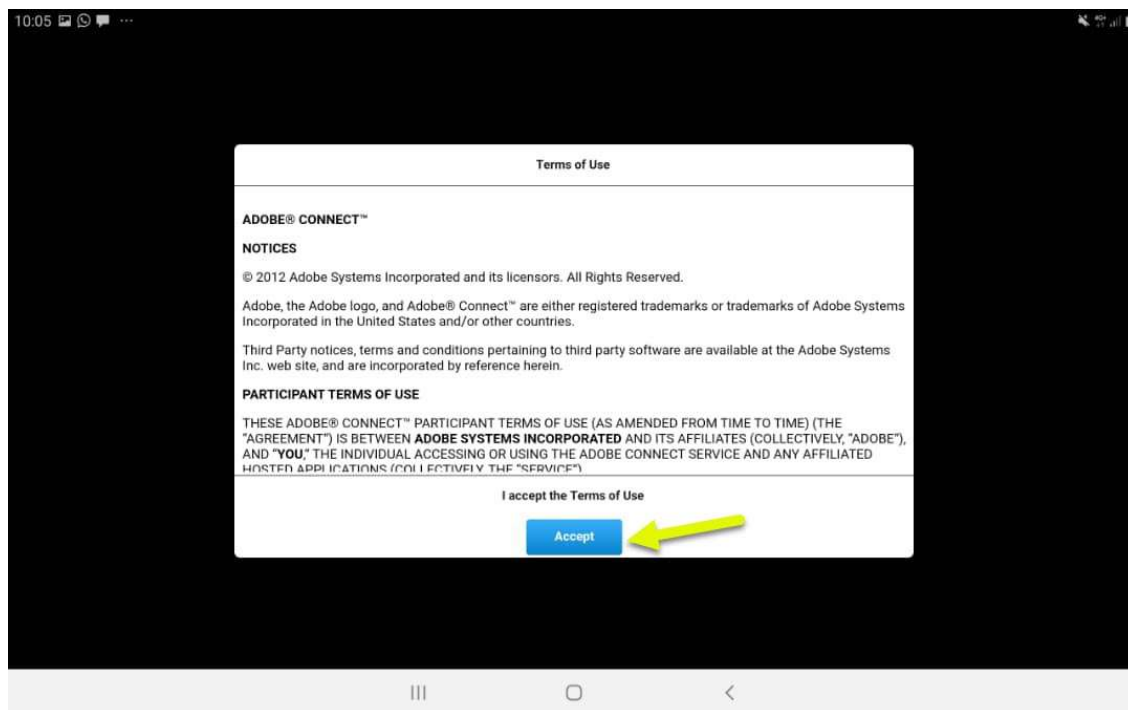 10:05
Terms of Use
ADOBE® CONNECT™
NOTICES
© 2012 Adobe Systems Incorporated and its licensors. All Rights Reserved.
Adobe, the Adobe logo, and Adobe® Connect™ are either registered trademarks or trademarks of Adobe Systems
Incorporated in the United States and/or other countries.
Third Party notices, terms and conditions pertaining to third party software are available at the Adobe Systems
Inc. web site, and are incorporated by reference herein.
PARTICIPANT TERMS OF USE
THESE ADOBE® CONNECT™ PARTICIPANT TERMS OF USE (AS AMENDED FROM TIME TO TIME) (THE
"AGREEMENT") IS BETWEEN ADOBE SYSTEMS INCORPORATED AND ITS AFFILIATES (COLLECTIVELY, "ADOBE"),
AND "YOU," THE INDIVIDUAL ACCESSING OR USING THE ADOBE CONNECT SERVICE AND ANY AFFILIATED
HOSTED APPLICATIONS (COLLECTIVELY THE "SERVICE")
I accept the Terms of Use
Accept